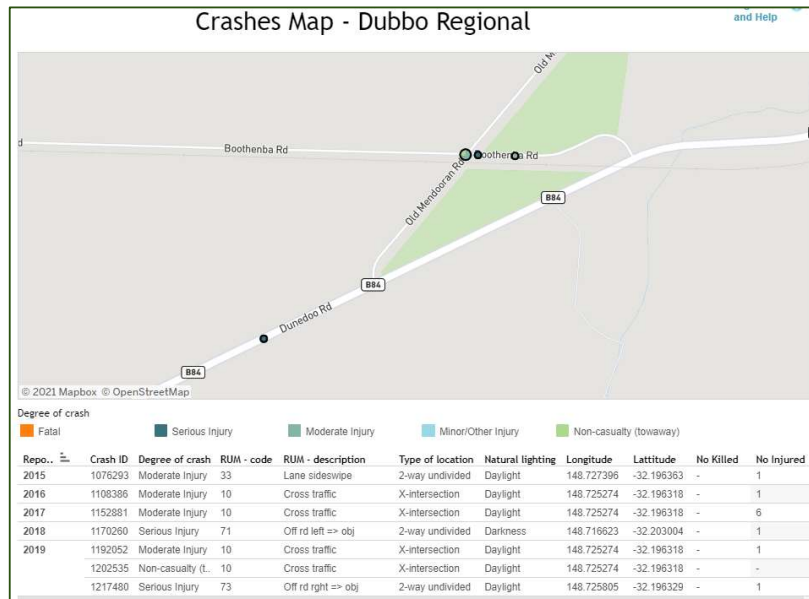 Crashes Map - Dubbo Regional
and Help
Old M
Boothenba Rd
oothenba Rd
Old Mendooran Rd
B84
B84
Dunedoo Rd
B84
© 2021 Mapbox © OpenStreetMap
Degree of crash
Fatal Serious Injury Moderate Injury Minor/Other Injury Non-casualty (towaway)
Repo.. Crash ID Degree of crash RUM - code RUM - description Type of location Natural lighting Longitude Lattitude No Killed No Injured
2015 1076293 Moderate Injury 33 Lane sideswipe 2-way undivided Daylight 148.727396 -32.196363 - 1
2016 1108386 Moderate Injury 10 Cross traffic X-intersection Daylight 148.725274 -32.196318 - 1
2017 1152881 Moderate Injury 10 Cross traffic X-intersection Daylight 148.725274 -32.196318 - 6
2018 1170260 Serious Injury 71 Off rd left => obj 2-way undivided Darkness 148.716623 -32.203004 - 1
2019 1192052 Moderate Injury 10 Cross traffic X-intersection Daylight 148.725274 -32.196318 - 1
1202535 Non-casualty (t.. 10 Cross traffic X-intersection Daylight 148.725274 -32.196318 - -
1217480 Serious Injury 73 Off rd rght => obj 2-way undivided Daylight 148.725805 -32.196329 - 1